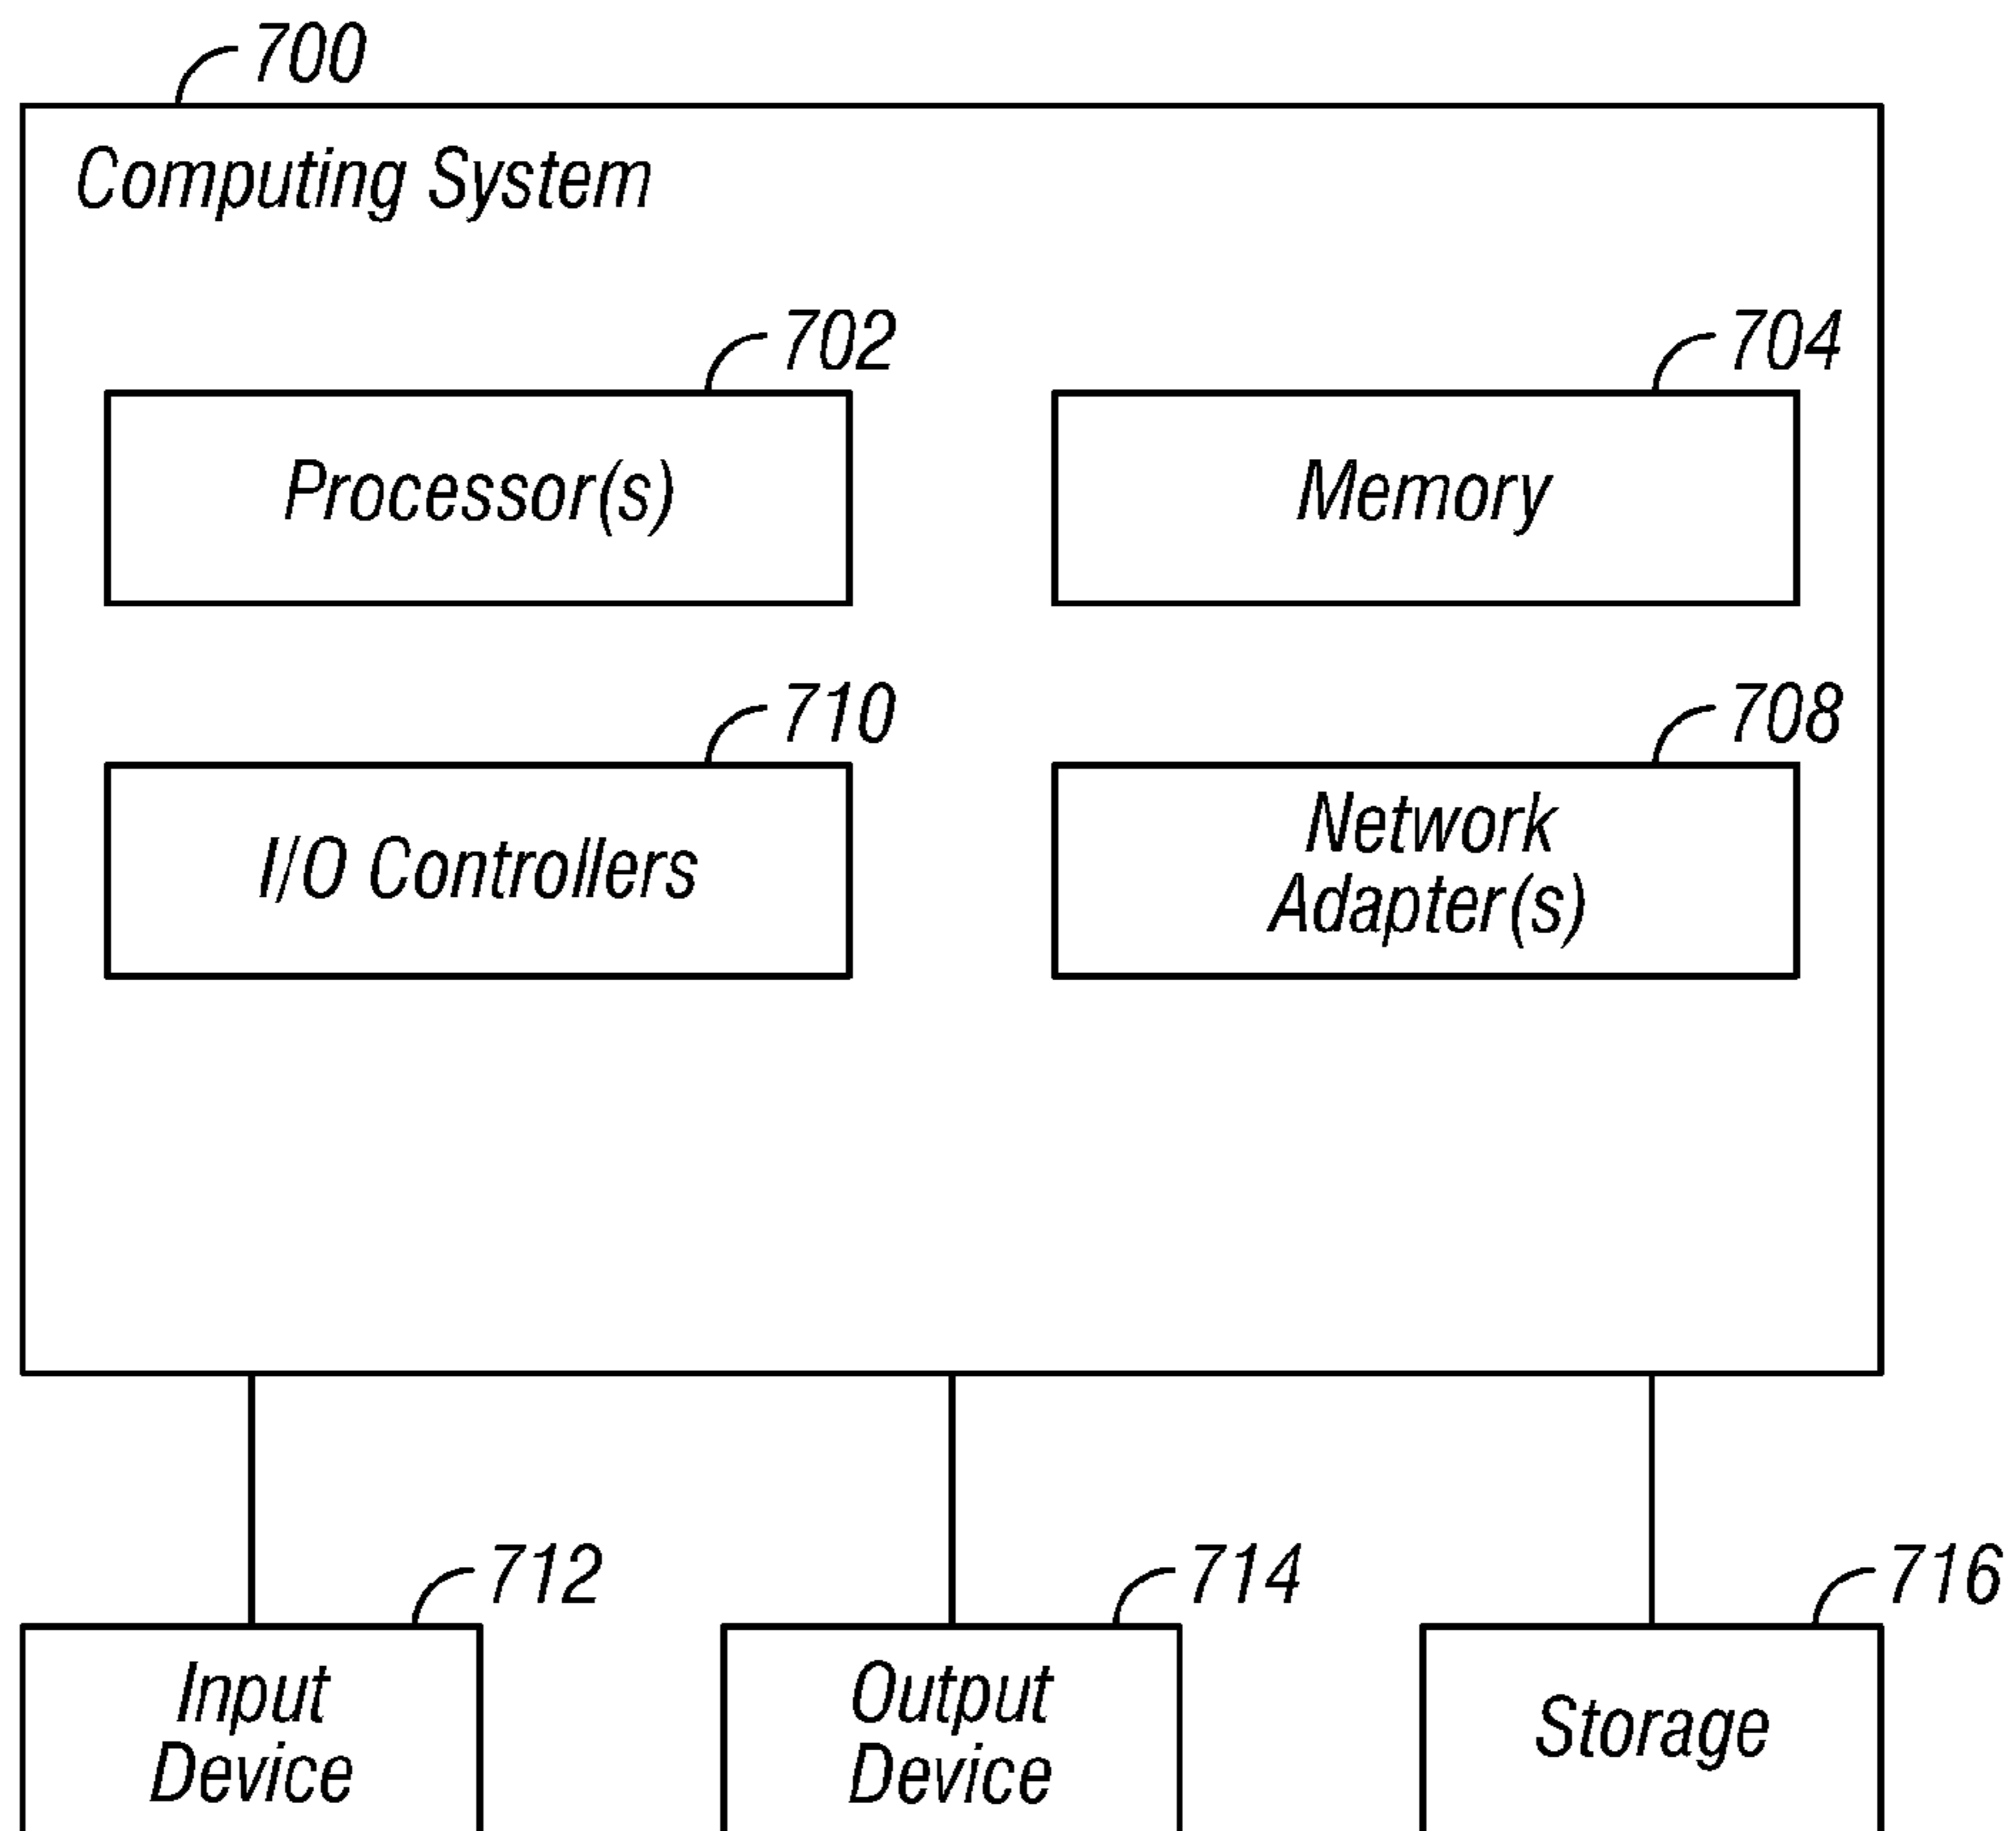 700
Computing System
702
704
Processor(s)
Memory
710
708
I/O Controllers
Network
Adapter(s)
712
714
716
Input
Device
Output
Device
Storage